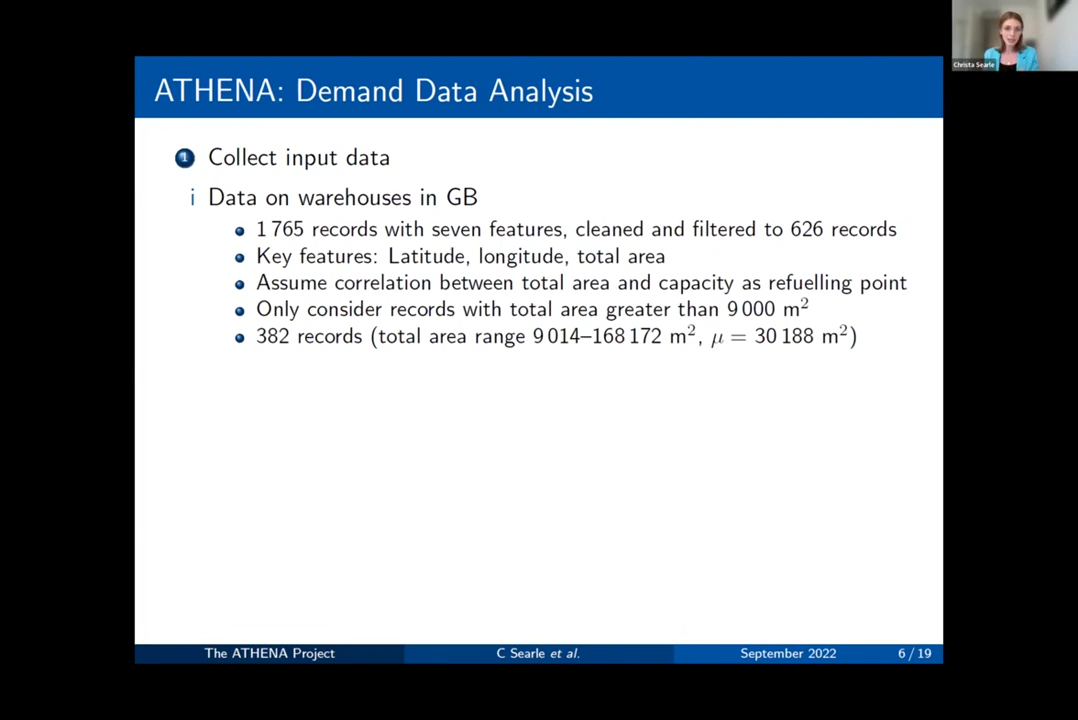 Christa Searle
ATHENA: Demand Data Analysis
1 Collect input data
i Data on warehouses in GB
1 765 records with seven features, cleaned and filtered to 626 records
Key features: Latitude, longitude, total area
Assume correlation between total area and capacity as refuelling point
Only consider records with total area greater than 9 000 m²
382 records (total area range 9 014–168 172 m², μ = 30 188 m²)
The ATHENA Project C Searle et al. September 2022 6 / 19